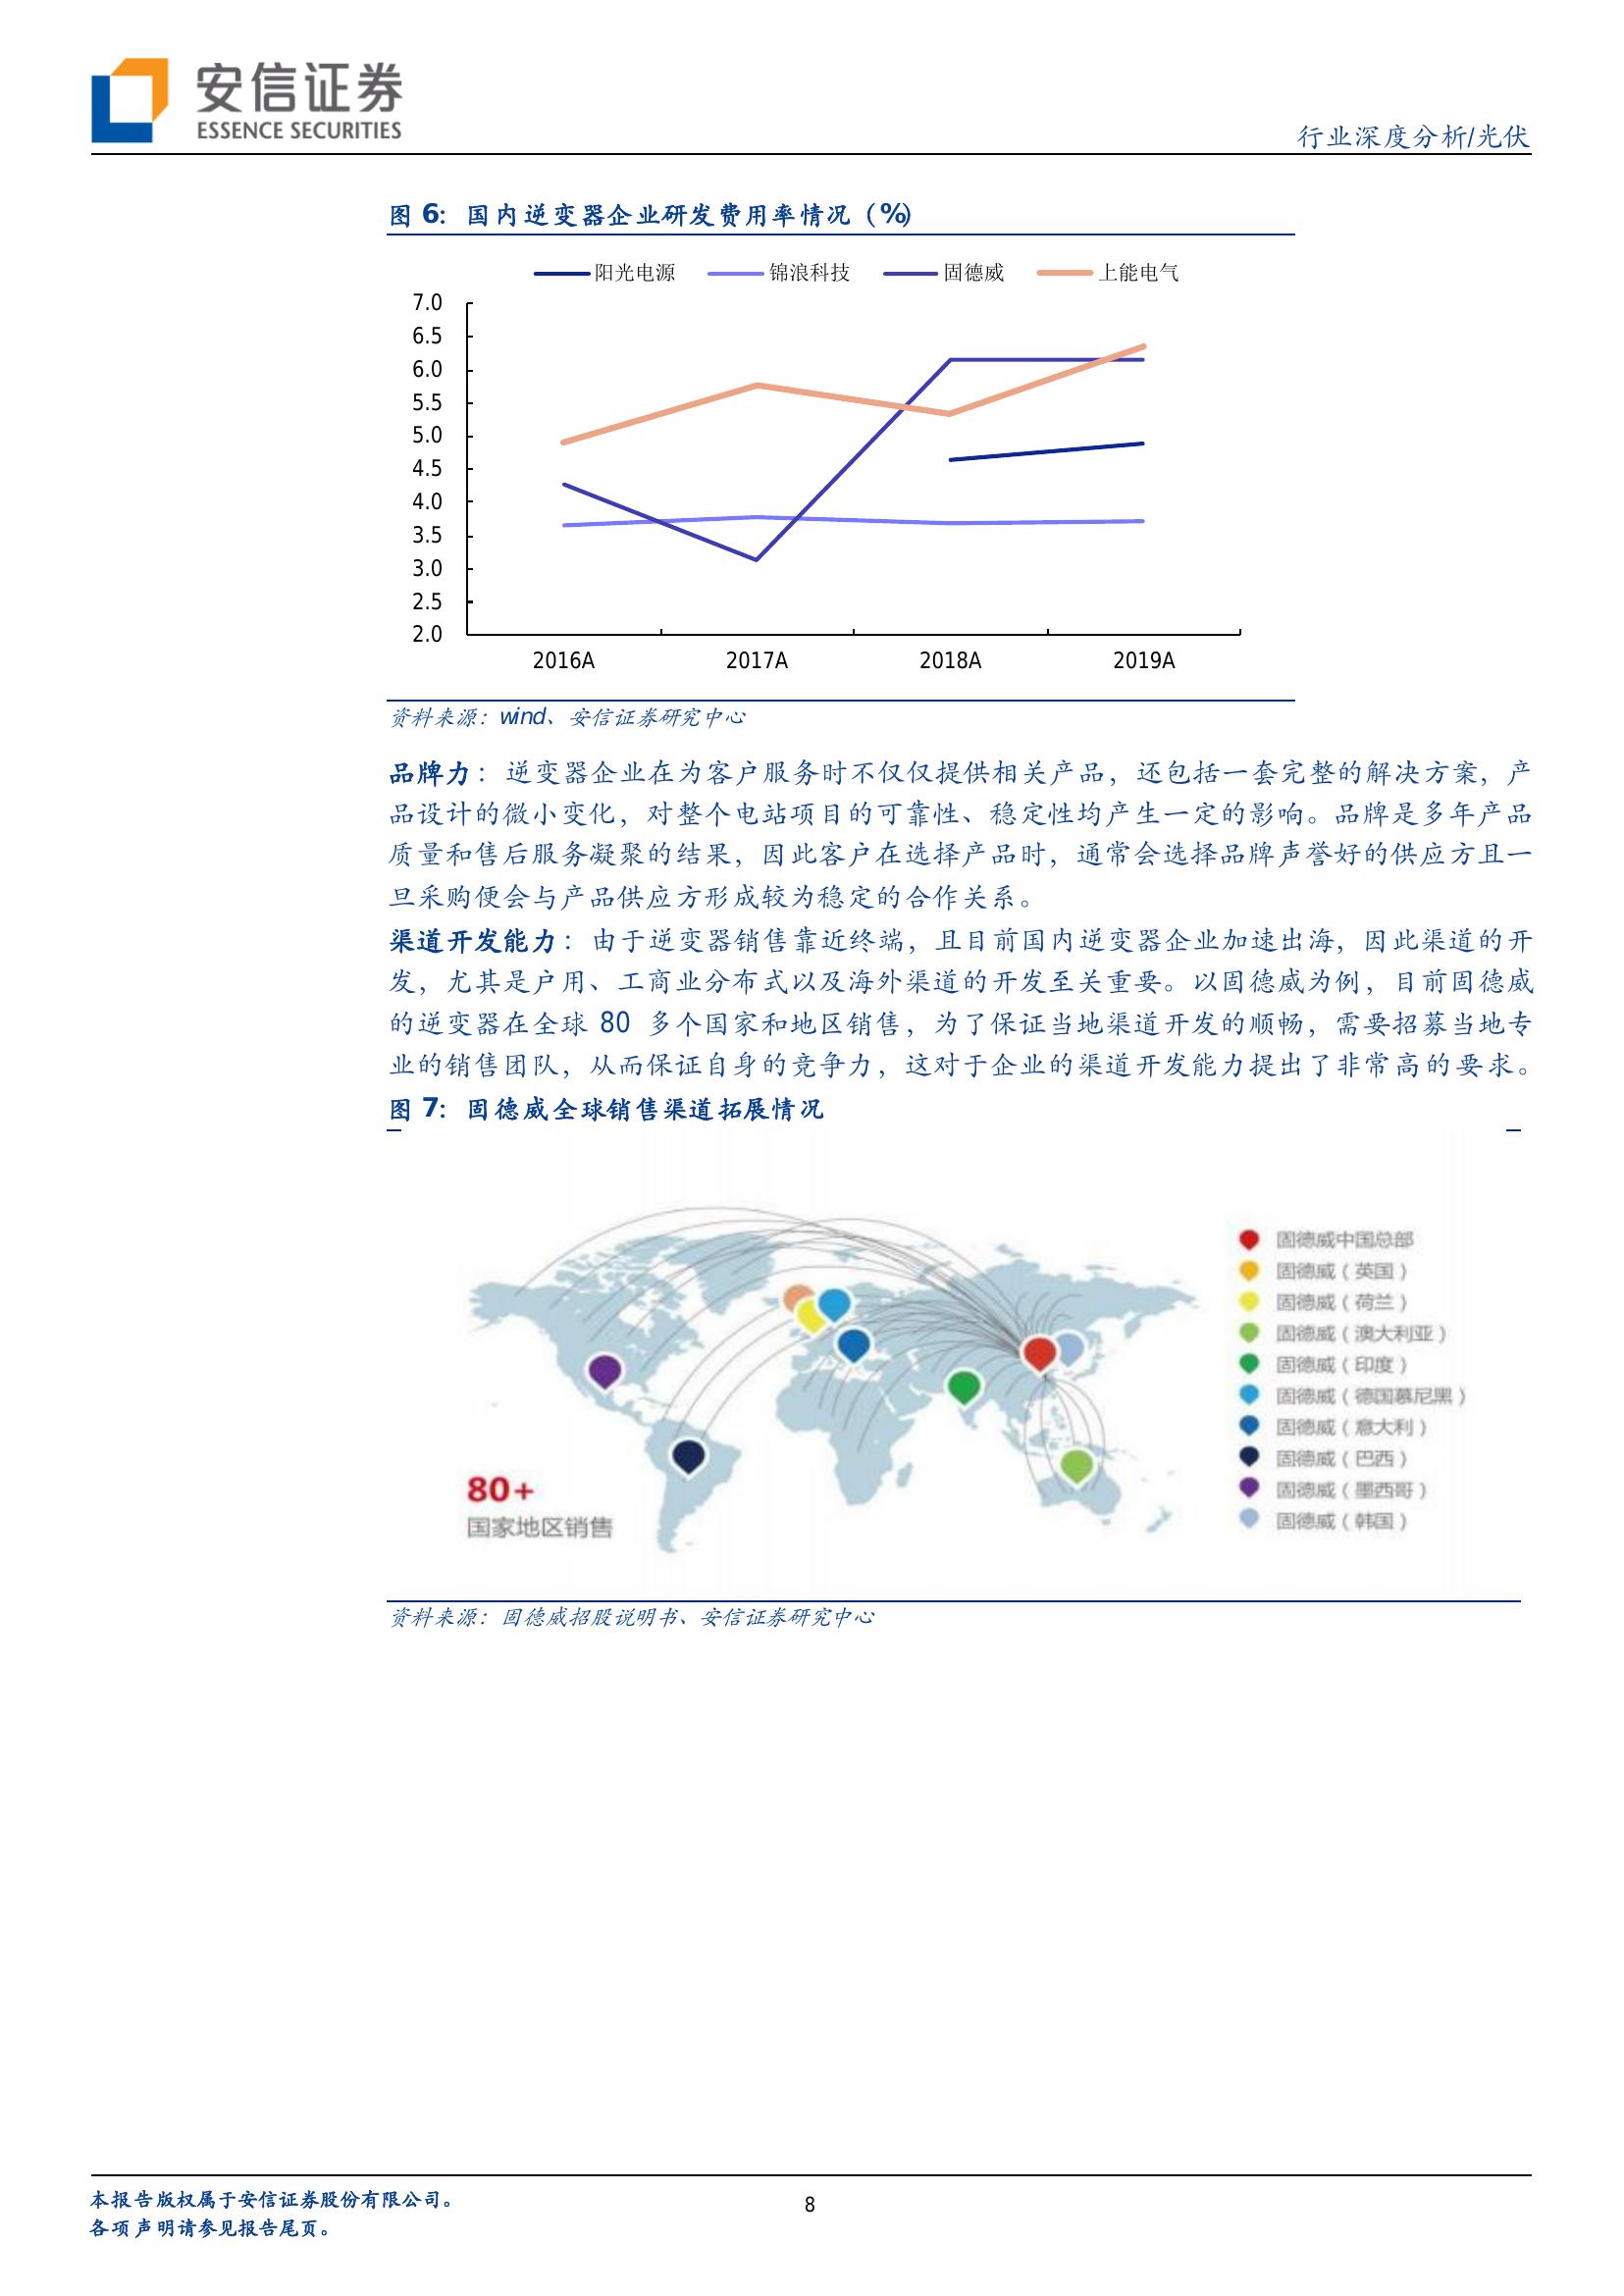 安信证券
ESSENCE SECURITIES
行业深度分析/光伏
图 6：国内逆变器企业研发费用率情况（%）
阳光电源 锦浪科技 固德威 上能电气
7.0
6.5
6.0
5.5
5.0
4.5
4.0
3.5
3.0
2.5
2.0
2016A 2017A 2018A 2019A
资料来源：wind、安信证券研究中心
品牌力：逆变器企业在为客户服务时不仅仅提供相关产品，还包括一套完整的解决方案，产
品设计的微小变化，对整个电站项目的可靠性、稳定性均产生一定的影响。品牌是多年产品
质量和售后服务凝聚的结果，因此客户在选择产品时，通常会选择品牌声誉好的供应方且一
旦采购便会与产品供应方形成较为稳定的合作关系。
渠道开发能力：由于逆变器销售靠近终端，且目前国内逆变器企业加速出海，因此渠道的开
发，尤其是户用、工商业分布式以及海外渠道的开发至关重要。以固德威为例，目前固德威
的逆变器在全球 80 多个国家和地区销售，为了保证当地渠道开发的顺畅，需要招募当地专
业的销售团队，从而保证自身的竞争力，这对于企业的渠道开发能力提出了非常高的要求。
图 7：固德威全球销售渠道拓展情况
固德威中国总部
固德威（英国）
固德威（荷兰）
固德威（澳大利亚）
固德威（印度）
固德威（德国慕尼黑）
固德威（意大利）
固德威（巴西）
固德威（墨西哥）
固德威（韩国）
80+
国家地区销售
资料来源：固德威招股说明书、安信证券研究中心
本报告版权属于安信证券股份有限公司。
各项声明请参见报告尾页。
8